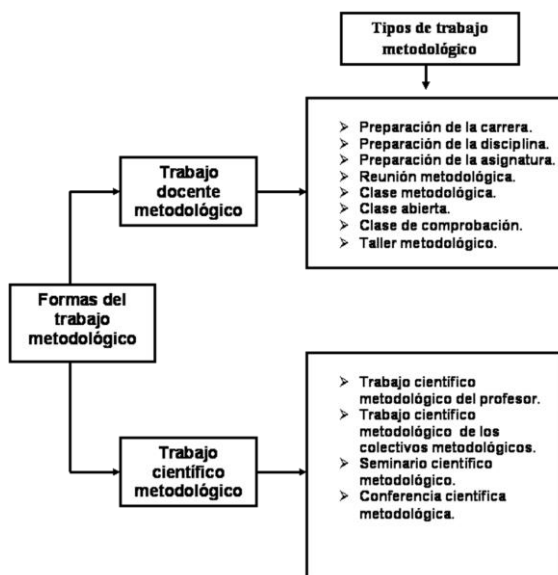 Tipos de trabajo
metodológico
➢ Preparación de la carrera.
➢ Preparación de la disciplina.
➢ Preparación de la asignatura.
➢ Reunión metodológica.
➢ Clase metodológica.
➢ Clase abierta.
➢ Clase de comprobación.
➢ Taller metodológico.
Trabajo
docente
metodológico
Formas del
trabajo
metodológico
Trabajo
científico
metodológico
➢ Trabajo científico
metodológico del profesor.
➢ Trabajo científico
metodológico de los
colectivos metodológicos.
➢ Seminario científico
metodológico.
➢ Conferencia científica
metodológica.